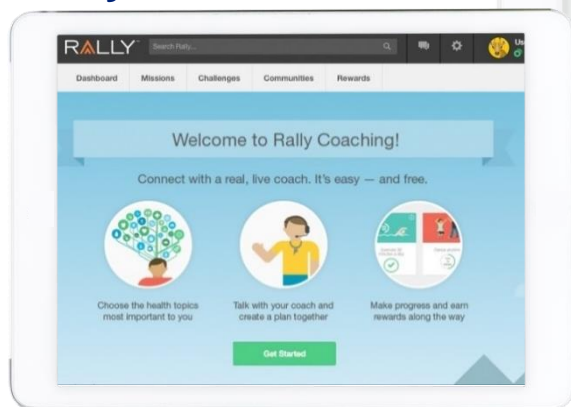 RALLY
Search Rally...
Dashboard Missions Challenges Communities Rewards
Welcome to Rally Coaching!
Connect with a real, live coach. It's easy — and free.
Choose the health topics
most important to you
Talk with your coach and
create a plan together
Make progress and earn
rewards along the way
Get Started